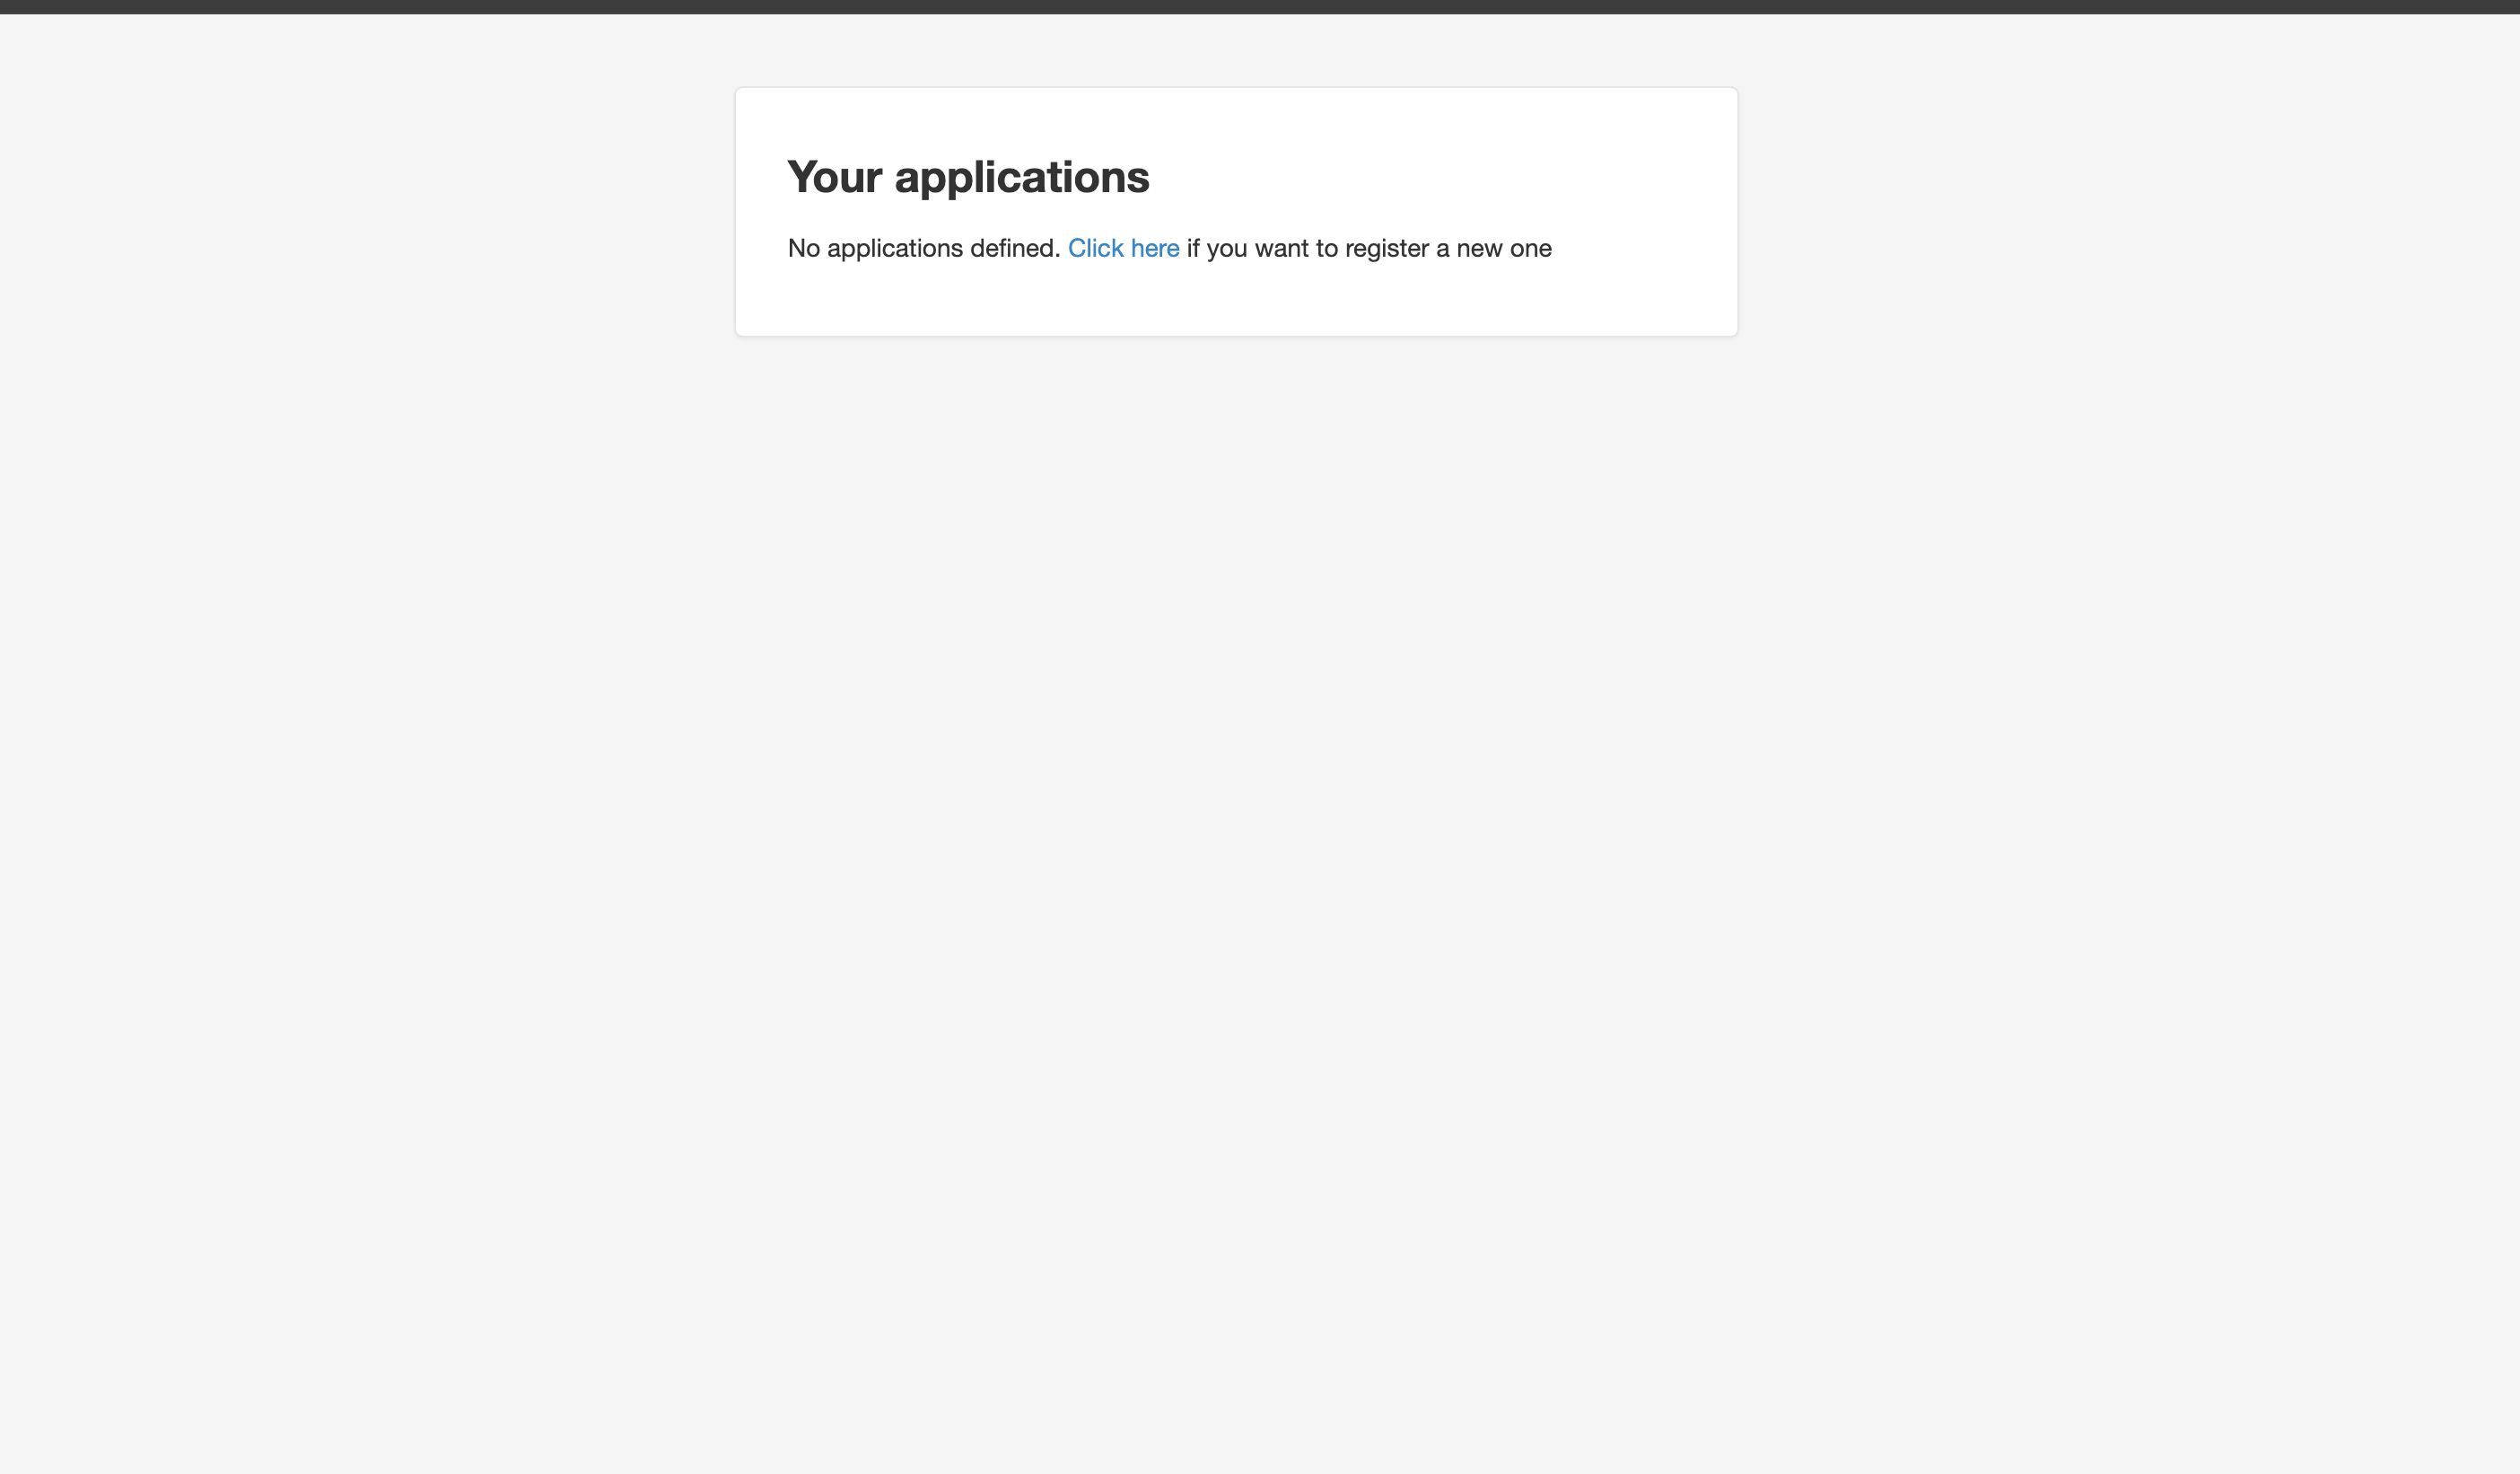 Your applications
No applications defined. Click here if you want to register a new one